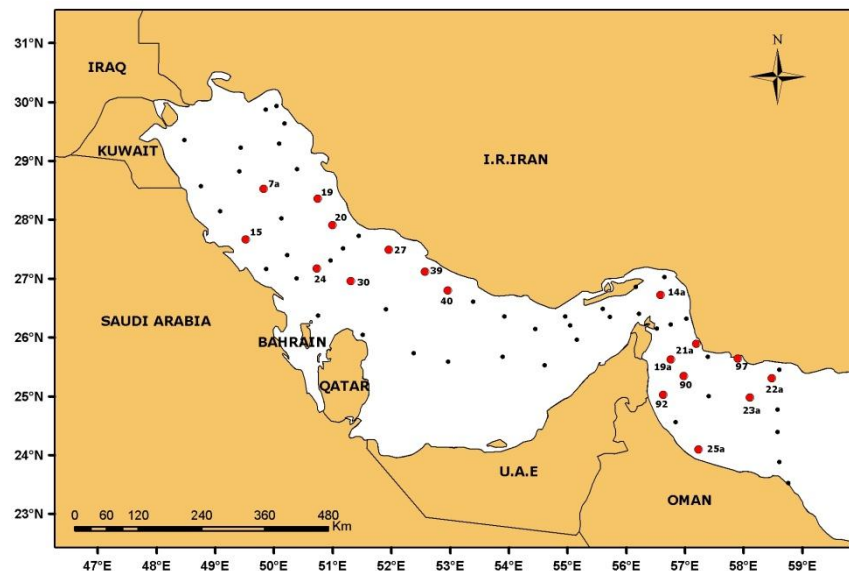 N
31°N
IRAQ
30°N
KUWAIT
I.R.IRAN
29°N
7a
19
28°N
20
15
27
39
27°N
24
30
14a
40
SAUDI ARABIA
26°N
BAHRAIN
21a
97
19a
QATAR
90
22a
25°N
92
23a
25a
24°N
U.A.E
OMAN
23°N
0 60 120 240 360 480
Km
47°E 48°E 49°E 50°E 51°E 52°E 53°E 54°E 55°E 56°E 57°E 58°E 59°E